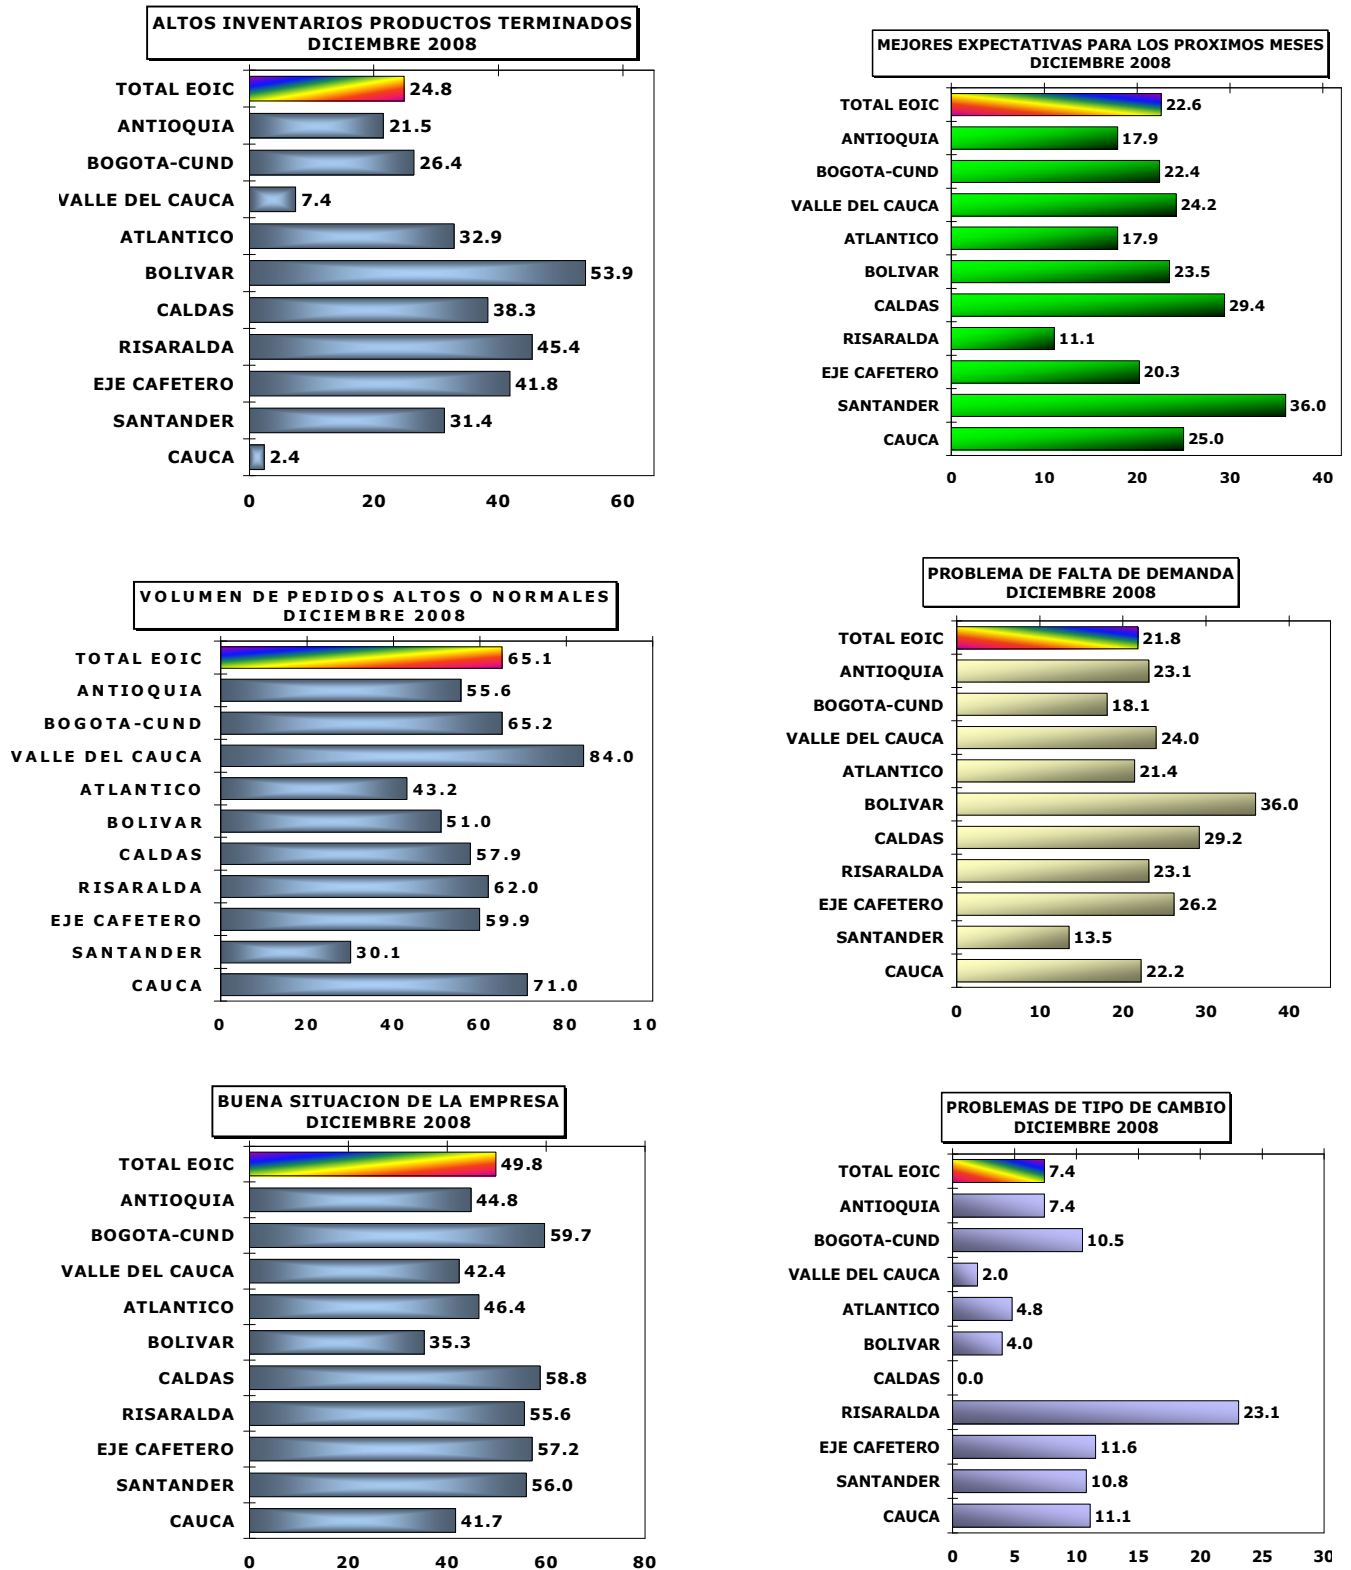 ALTOS INVENTARIOS PRODUCTOS TERMINADOS
DICIEMBRE 2008
TOTAL EOIC 24.8
ANTIOQUIA 21.5
BOGOTA-CUND 26.4
VALLE DEL CAUCA 7.4
ATLANTICO 32.9
BOLIVAR 53.9
CALDAS 38.3
RISARALDA 45.4
EJE CAFETERO 41.8
SANTANDER 31.4
CAUCA 2.4
0 20 40 60
MEJORES EXPECTATIVAS PARA LOS PROXIMOS MESES
DICIEMBRE 2008
TOTAL EOIC 22.6
ANTIOQUIA 17.9
BOGOTA-CUND 22.4
VALLE DEL CAUCA 24.2
ATLANTICO 17.9
BOLIVAR 23.5
CALDAS 29.4
RISARALDA 11.1
EJE CAFETERO 20.3
SANTANDER 36.0
CAUCA 25.0
0 10 20 30 40
VOLUMEN DE PEDIDOS ALTOS O NORMALES
DICIEMBRE 2008
TOTAL EOIC 65.1
ANTIOQUIA 55.6
BOGOTA-CUND 65.2
VALLE DEL CAUCA 84.0
ATLANTICO 43.2
BOLIVAR 51.0
CALDAS 57.9
RISARALDA 62.0
EJE CAFETERO 59.9
SANTANDER 30.1
CAUCA 71.0
0 20 40 60 80 10
PROBLEMA DE FALTA DE DEMANDA
DICIEMBRE 2008
TOTAL EOIC 21.8
ANTIOQUIA 23.1
BOGOTA-CUND 18.1
VALLE DEL CAUCA 24.0
ATLANTICO 21.4
BOLIVAR 36.0
CALDAS 29.2
RISARALDA 23.1
EJE CAFETERO 26.2
SANTANDER 13.5
CAUCA 22.2
0 10 20 30 40
BUENA SITUACION DE LA EMPRESA
DICIEMBRE 2008
TOTAL EOIC 49.8
ANTIOQUIA 44.8
BOGOTA-CUND 59.7
VALLE DEL CAUCA 42.4
ATLANTICO 46.4
BOLIVAR 35.3
CALDAS 58.8
RISARALDA 55.6
EJE CAFETERO 57.2
SANTANDER 56.0
CAUCA 41.7
0 20 40 60 80
PROBLEMAS DE TIPO DE CAMBIO
DICIEMBRE 2008
TOTAL EOIC 7.4
ANTIOQUIA 7.4
BOGOTA-CUND 10.5
VALLE DEL CAUCA 2.0
ATLANTICO 4.8
BOLIVAR 4.0
CALDAS 0.0
RISARALDA 23.1
EJE CAFETERO 11.6
SANTANDER 10.8
CAUCA 11.1
0 5 10 15 20 25 30